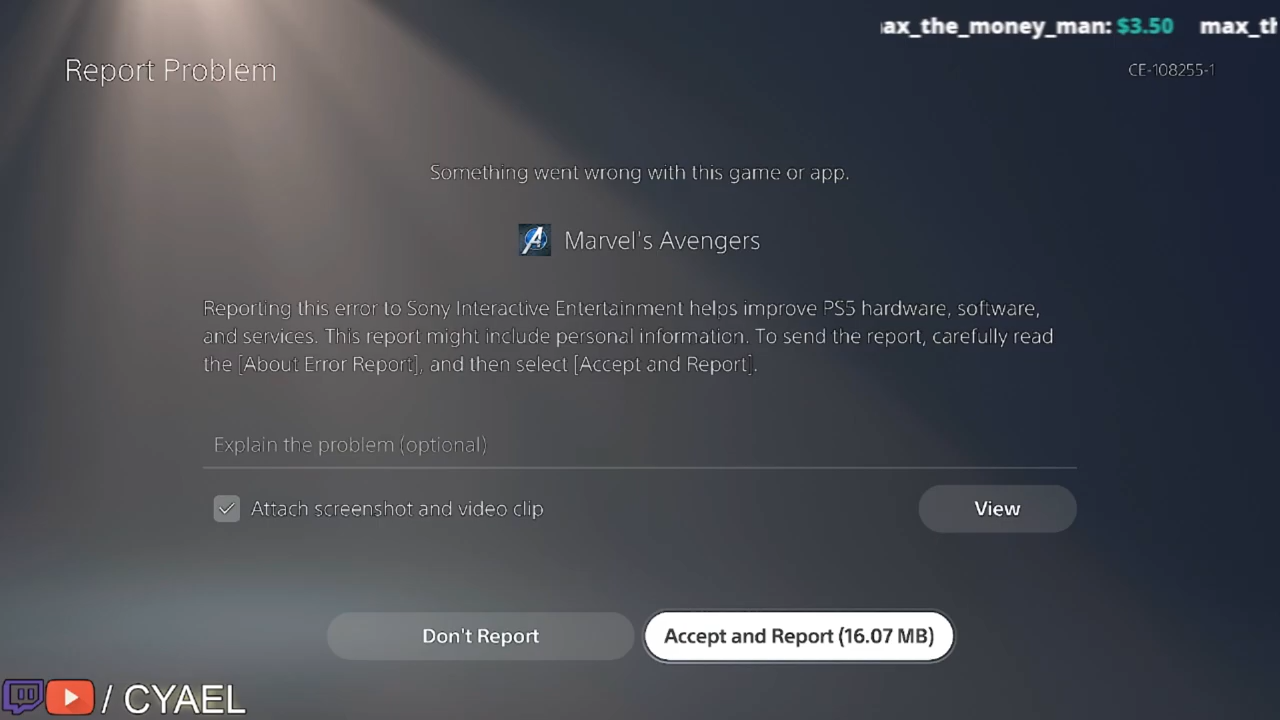 ax_the_money_man: $3.50 max_th
Report Problem
CE-108255-1
Something went wrong with this game or app.
Marvel's Avengers
Reporting this error to Sony Interactive Entertainment helps improve PS5 hardware, software,
and services. This report might include personal information. To send the report, carefully read
the [About Error Report], and then select [Accept and Report].
Explain the problem (optional)
Attach screenshot and video clip
View
Don't Report
Accept and Report (16.07 MB)
/ CYAEL